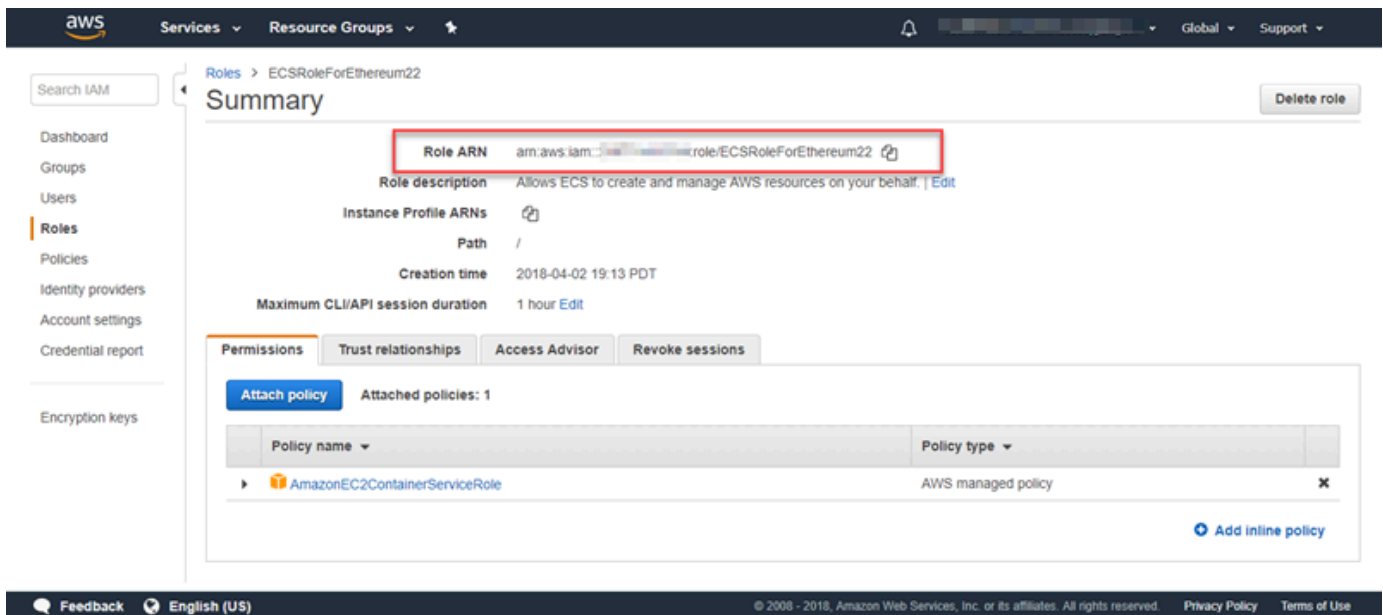 aws Services Resource Groups Global Support
Search IAM
Dashboard
Groups
Users
Roles
Policies
Identity providers
Account settings
Credential report
Encryption keys
Roles > ECSRoleForEthereum22
Summary
Delete role
Role ARN arn:aws:iam:: :role/ECSRoleForEthereum22
Role description Allows ECS to create and manage AWS resources on your behalf. | Edit
Instance Profile ARNs
Path /
Creation time 2018-04-02 19:13 PDT
Maximum CLI/API session duration 1 hour Edit
Permissions Trust relationships Access Advisor Revoke sessions
Attach policy Attached policies: 1
Policy name Policy type
AmazonEC2ContainerServiceRole AWS managed policy
Add inline policy
Feedback English (US) © 2008 - 2018, Amazon Web Services, Inc. or its affiliates. All rights reserved. Privacy Policy Terms of Use